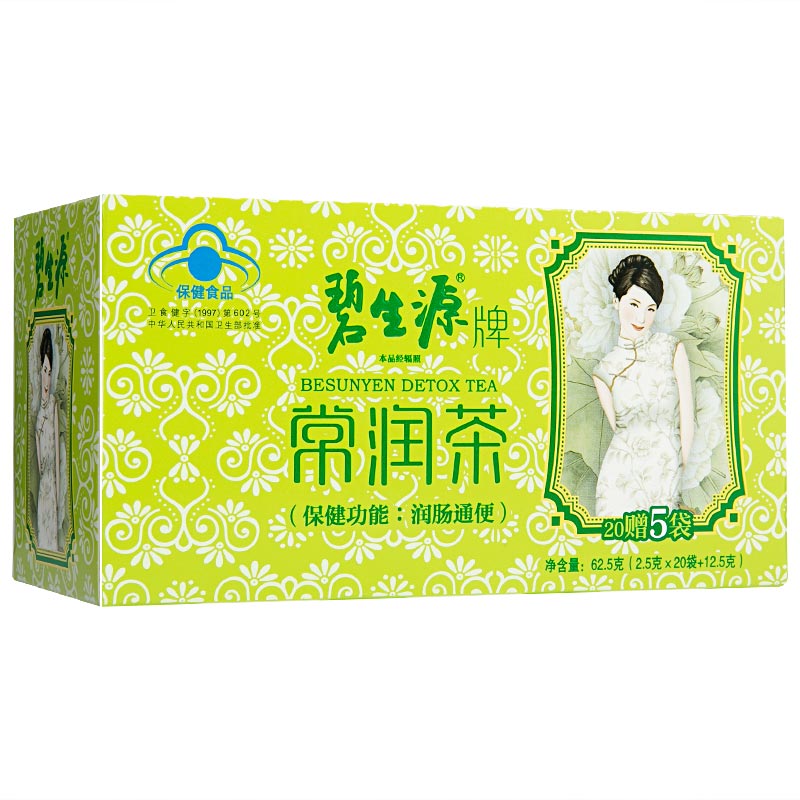 碧生源
保健食品
卫食健字(1997)第602号
中华人民共和国卫生部批准
碧生源®牌
本品经辐照
BESUNYEN DETOX TEA
常润茶
(保健功能:润肠通便)
20赠5袋
净含量: 62.5克(2.5克x20袋+12.5克)